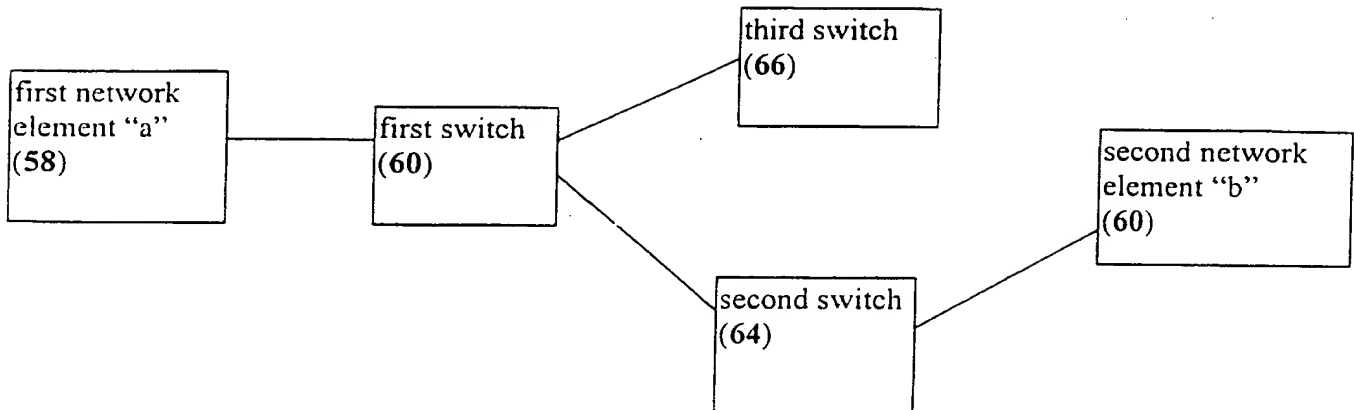 first network
element “a”
(58)
first switch
(60)
third switch
(66)
second switch
(64)
second network
element “b”
(60)